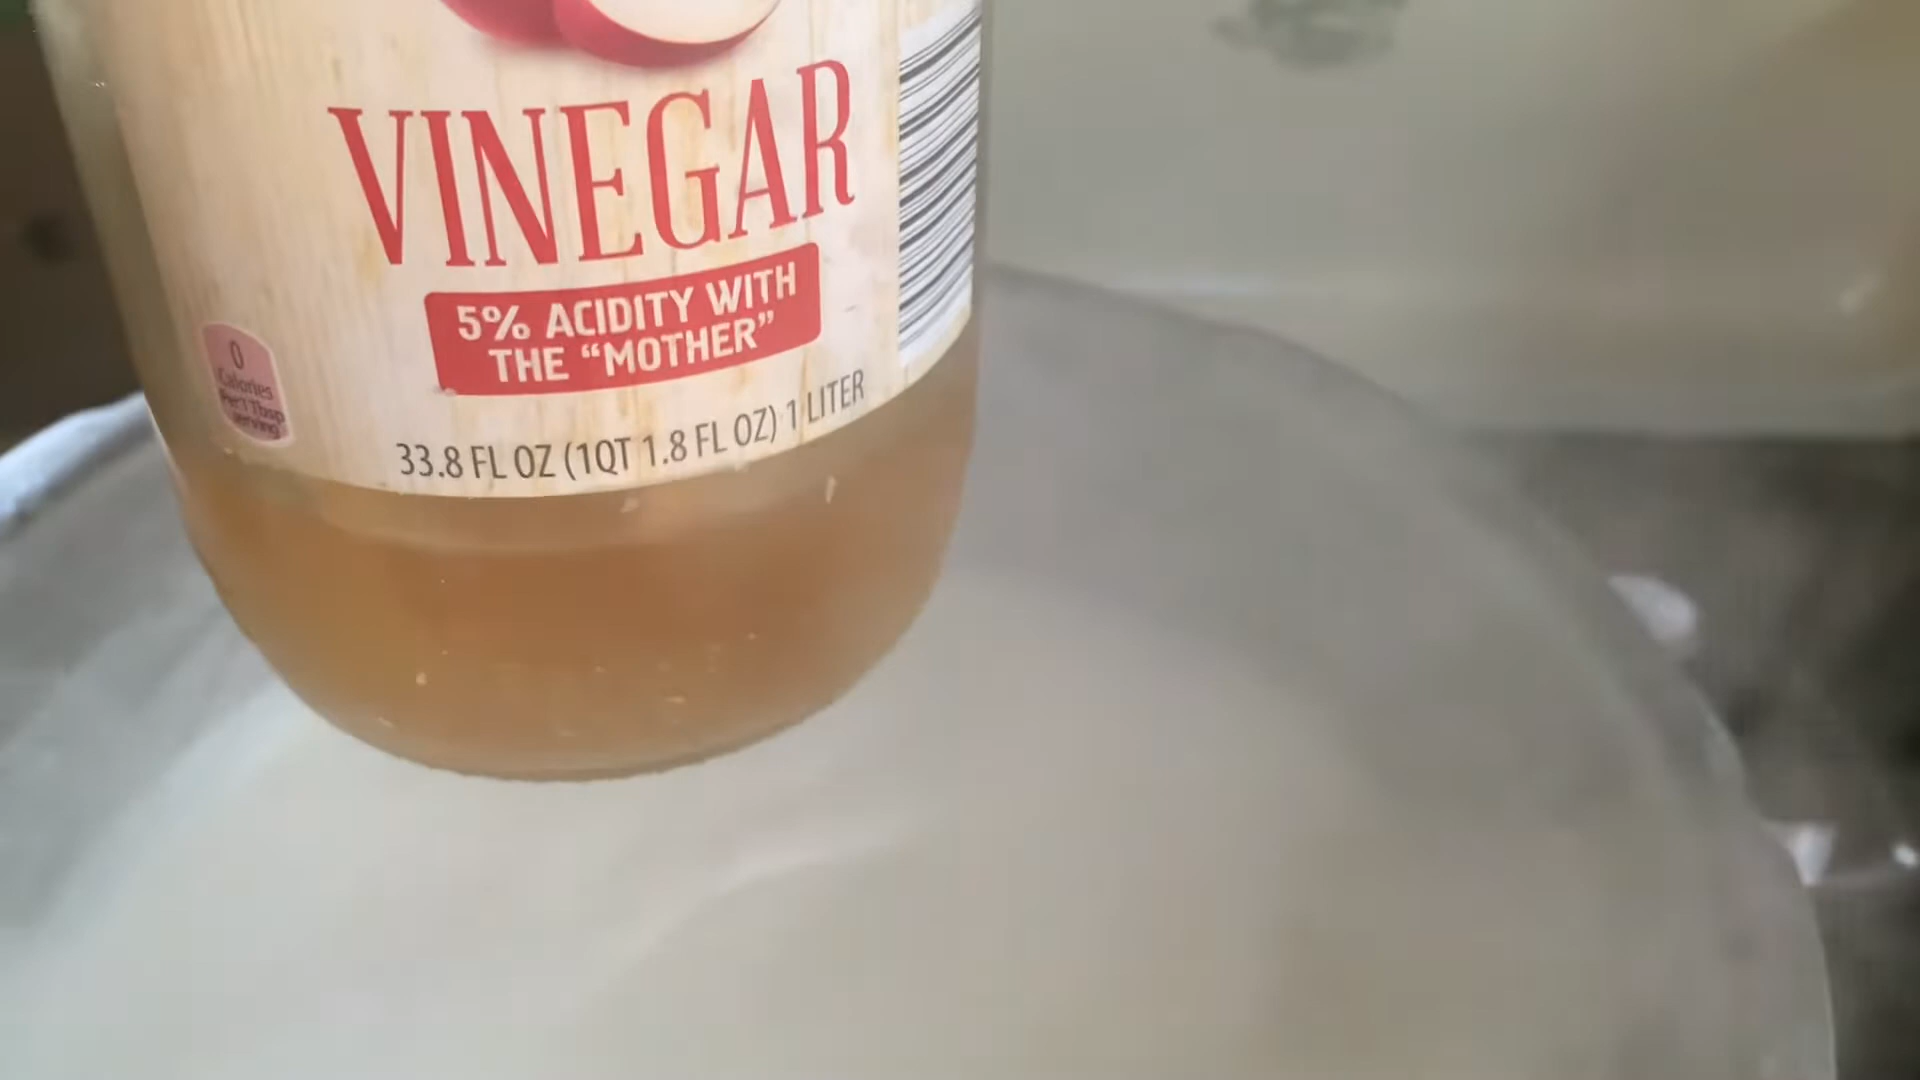 VINEGAR
5% ACIDITY WITH
THE “MOTHER”
0
Calories
Per 1 Tbsp
serving
33.8 FL OZ (1QT 1.8 FL OZ) 1 LITER